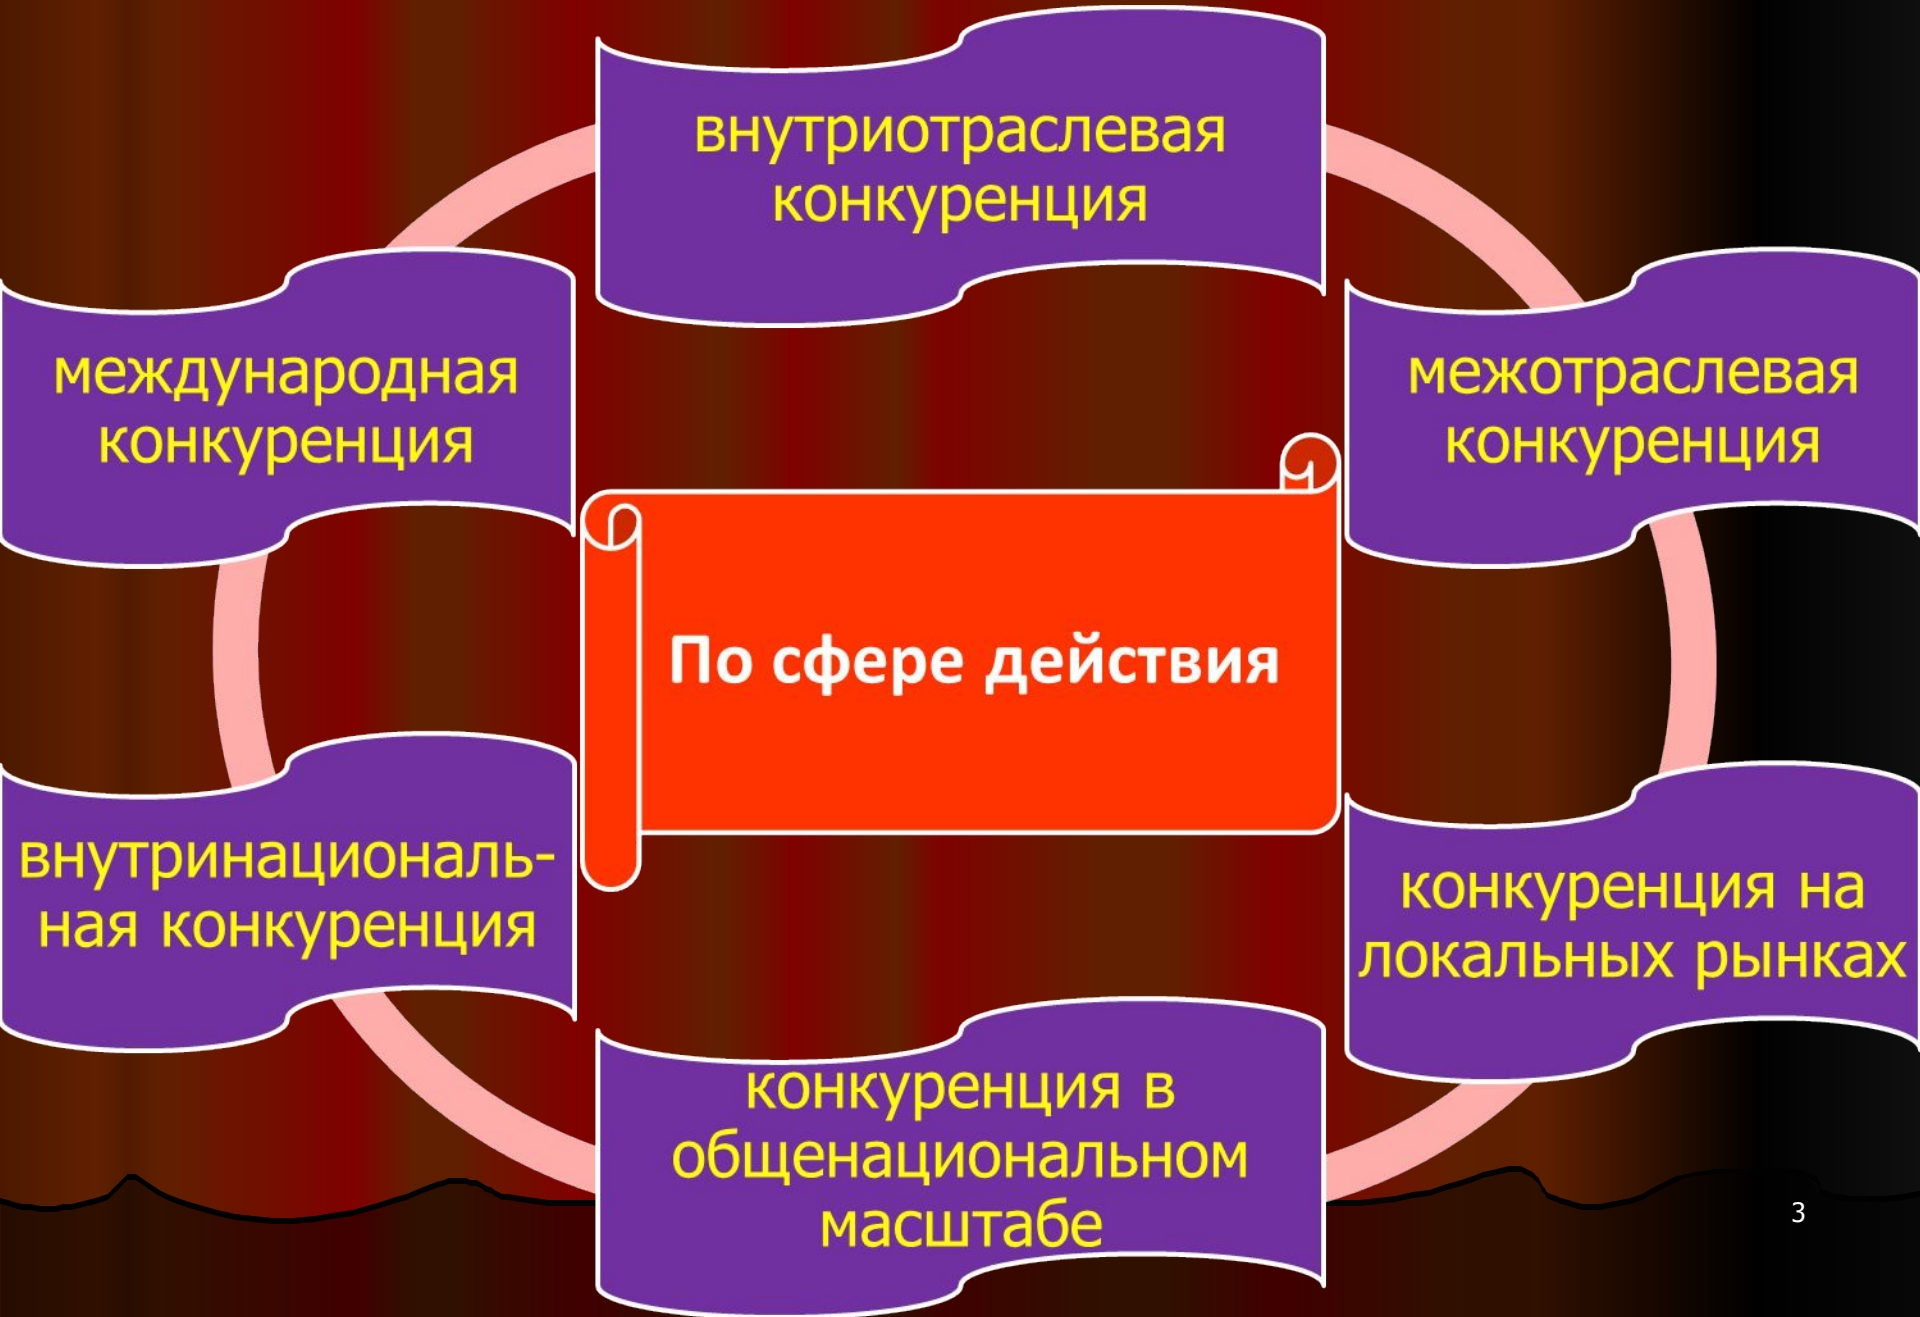 внутриотраслевая
конкуренция
международная
конкуренция
межотраслевая
конкуренция
По сфере действия
внутринациональ-
ная конкуренция
конкуренция на
локальных рынках
конкуренция в
общенациональном
масштабе
3